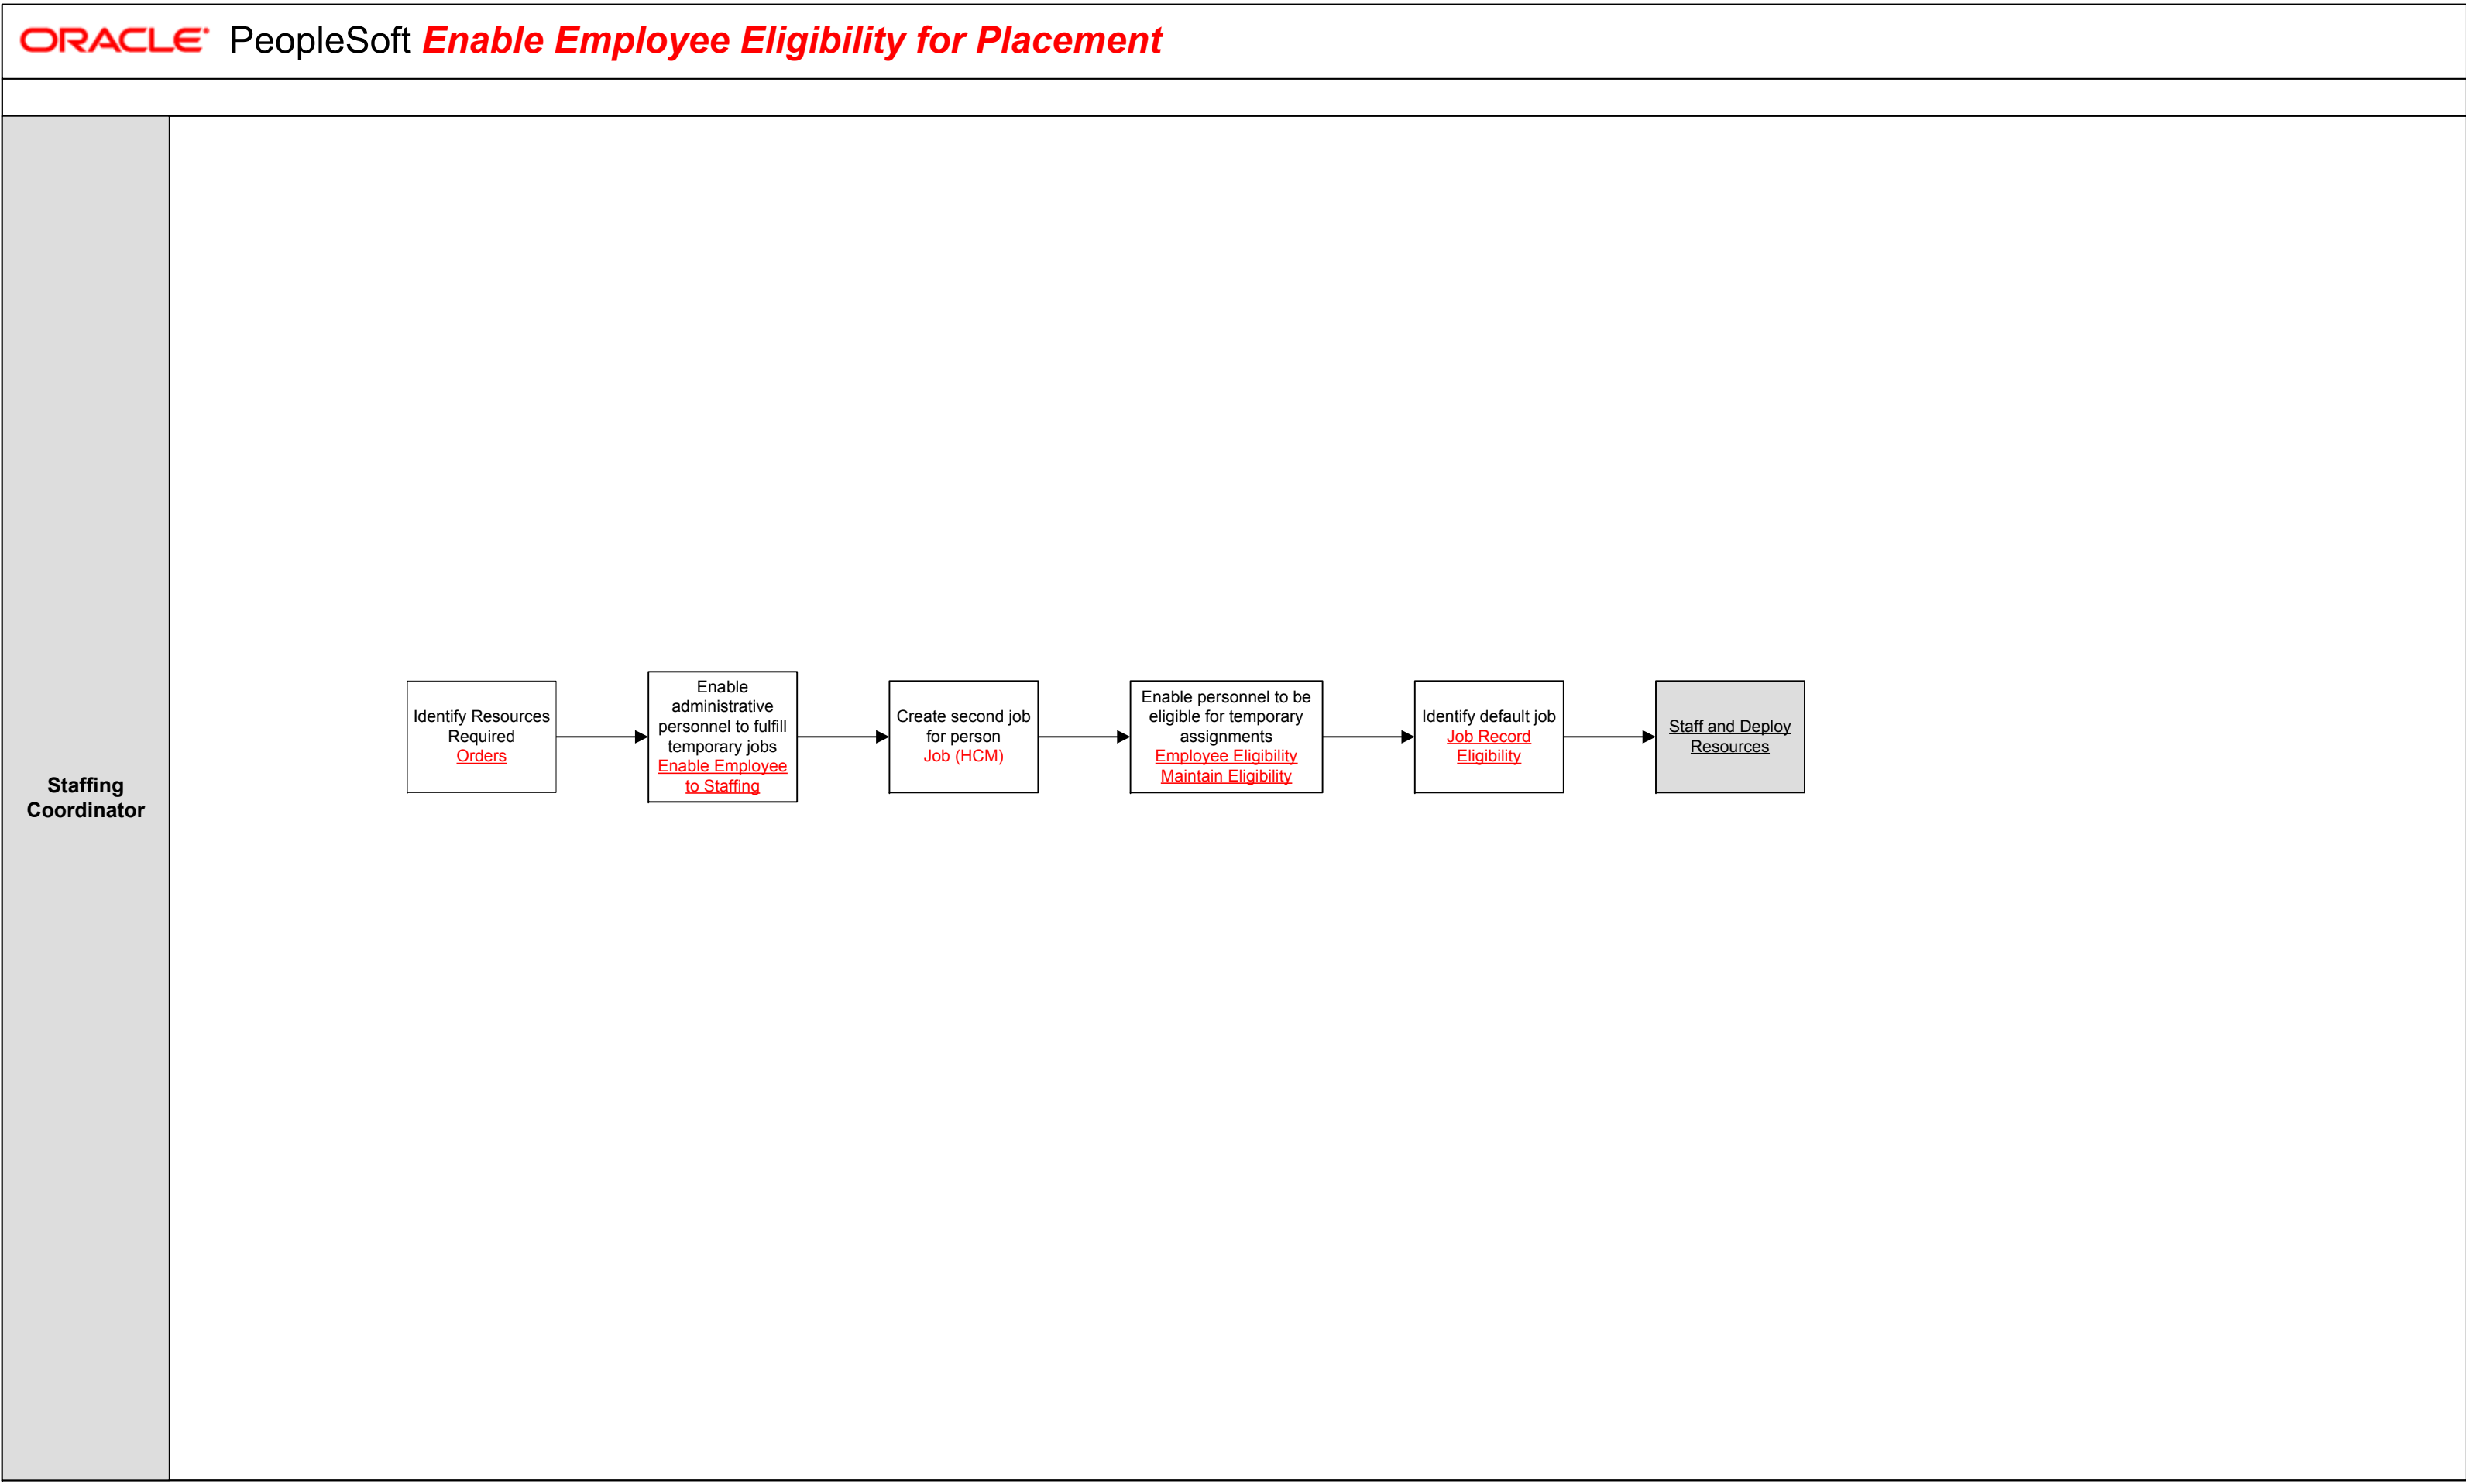 ORACLE® PeopleSoft Enable Employee Eligibility for Placement
Staffing
Coordinator
Identify Resources
Required
Orders
Enable
administrative
personnel to fulfill
temporary jobs
Enable Employee
to Staffing
Create second job
for person
Job (HCM)
Enable personnel to be
eligible for temporary
assignments
Employee Eligibility
Maintain Eligibility
Identify default job
Job Record
Eligibility
Staff and Deploy
Resources